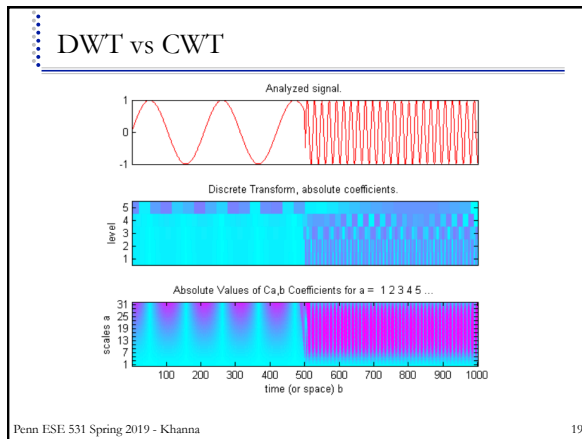 DWT vs CWT
Analyzed signal.
1
0
-1
Discrete Transform, absolute coefficients.
level
5
4
3
2
1
Absolute Values of Ca,b Coefficients for a = 1 2 3 4 5 ...
scales a
31
25
19
13
7
1
100 200 300 400 500 600 700 800 900 1000
time (or space) b
Penn ESE 531 Spring 2019 - Khanna 19